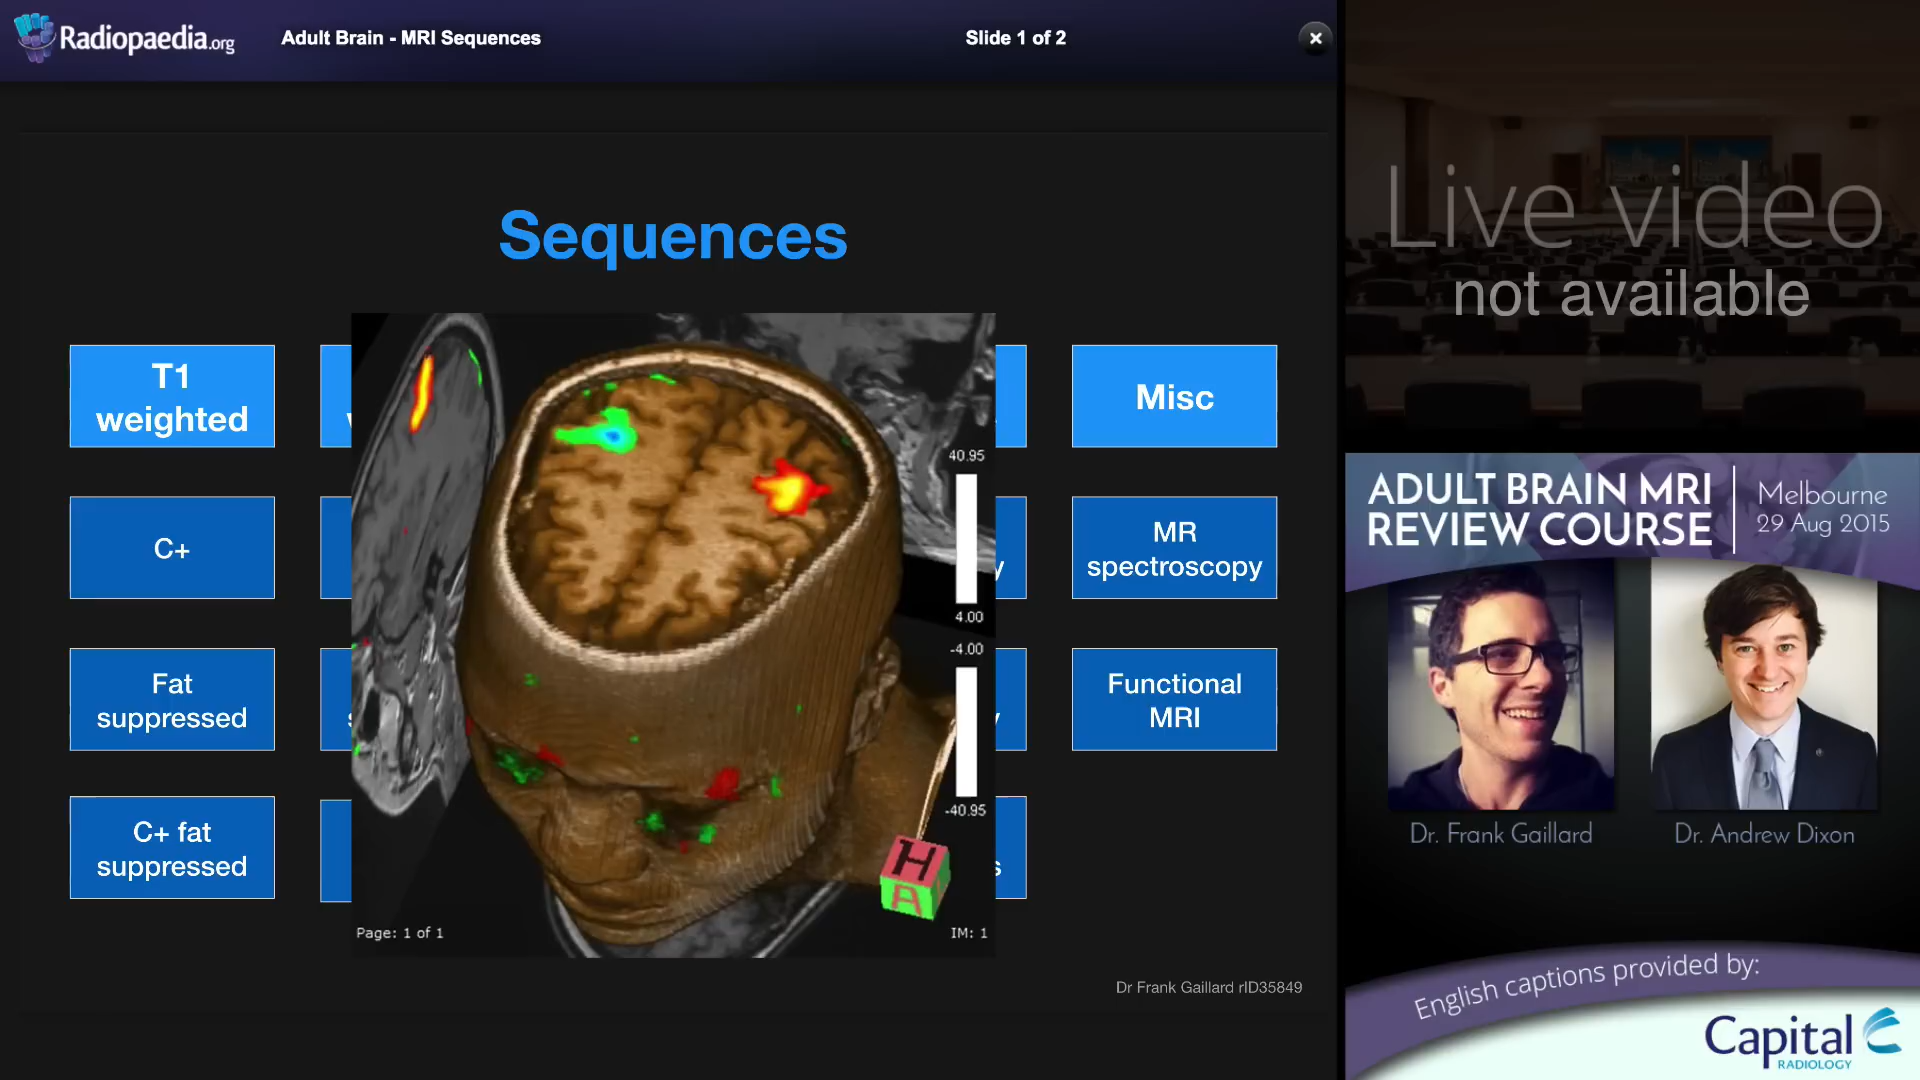 Radiopaedia.org
Adult Brain - MRI Sequences
Slide 1 of 2
Sequences
T1
weighted
Misc
C+
MR
spectroscopy
Fat
suppressed
Functional
MRI
C+ fat
suppressed
40.95
4.00
-4.00
-40.95
H
A
Page: 1 of 1
IM: 1
Dr Frank Gaillard rID35849
Live video
not available
ADULT BRAIN MRI
REVIEW COURSE
Melbourne
29 Aug 2015
Dr. Frank Gaillard
Dr. Andrew Dixon
English captions provided by:
Capital
RADIOLOGY